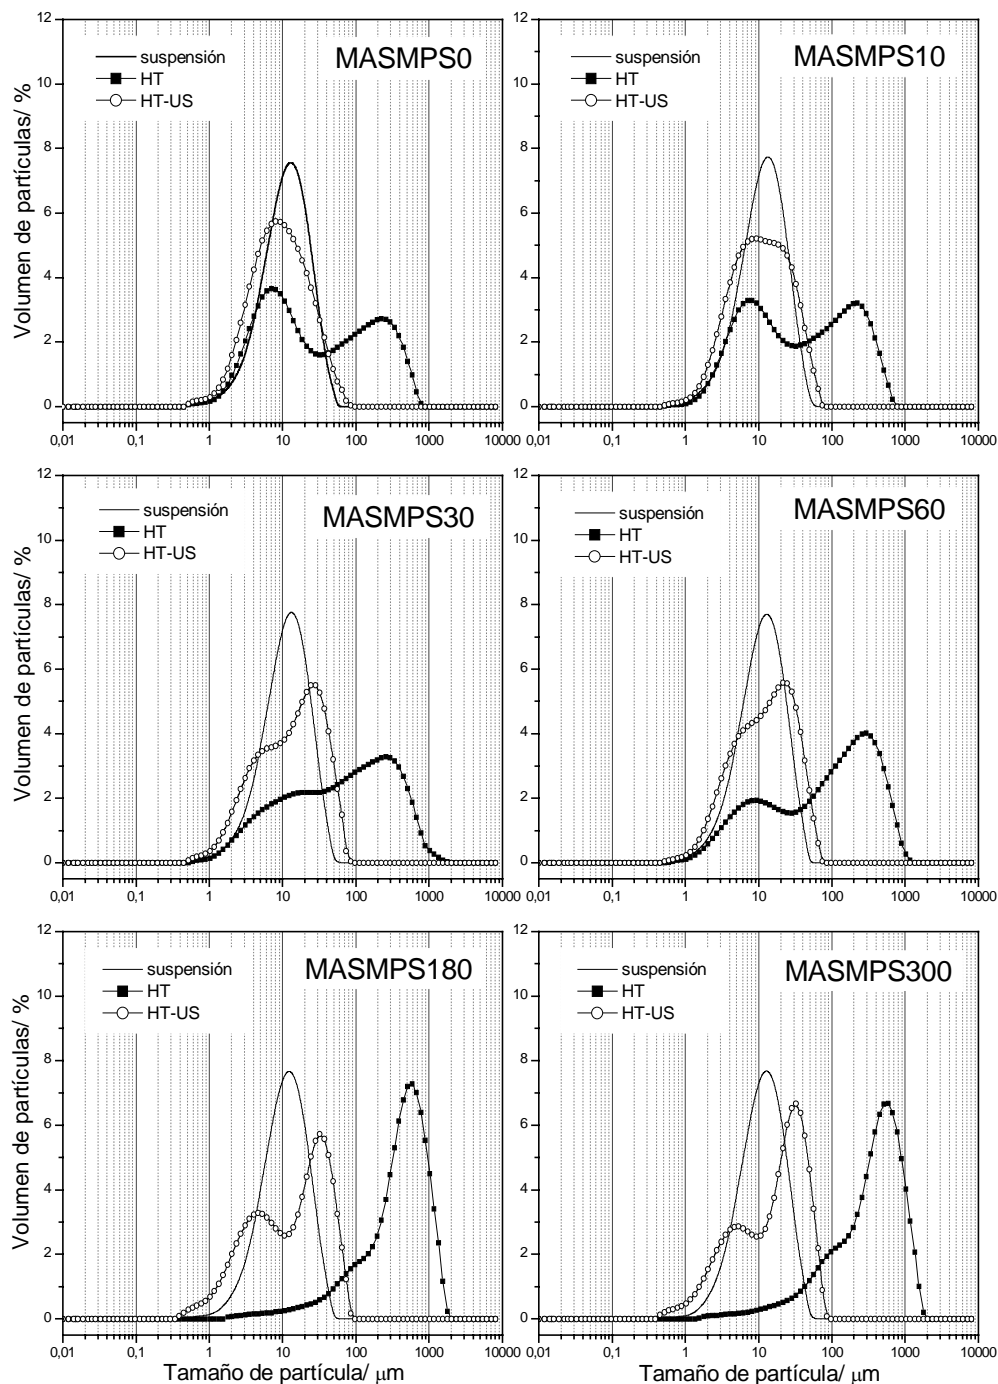 12
10
8
6
4
2
0
Volumen de partículas/ %
suspensión
HT
HT-US
MASMPS0
0,01 0,1 1 10 100 1000 10000
12
10
8
6
4
2
0
suspensión
HT
HT-US
MASMPS10
0,01 0,1 1 10 100 1000 10000
12
10
8
6
4
2
0
Volumen de partículas/ %
suspensión
HT
HT-US
MASMPS30
0,01 0,1 1 10 100 1000 10000
12
10
8
6
4
2
0
suspensión
HT
HT-US
MASMPS60
0,01 0,1 1 10 100 1000 10000
12
10
8
6
4
2
0
Volumen de partículas/ %
suspensión
HT
HT-US
MASMPS180
0,01 0,1 1 10 100 1000 10000
Tamaño de partícula/ μm
12
10
8
6
4
2
0
suspensión
HT
HT-US
MASMPS300
0,01 0,1 1 10 100 1000 10000
Tamaño de partícula/ μm